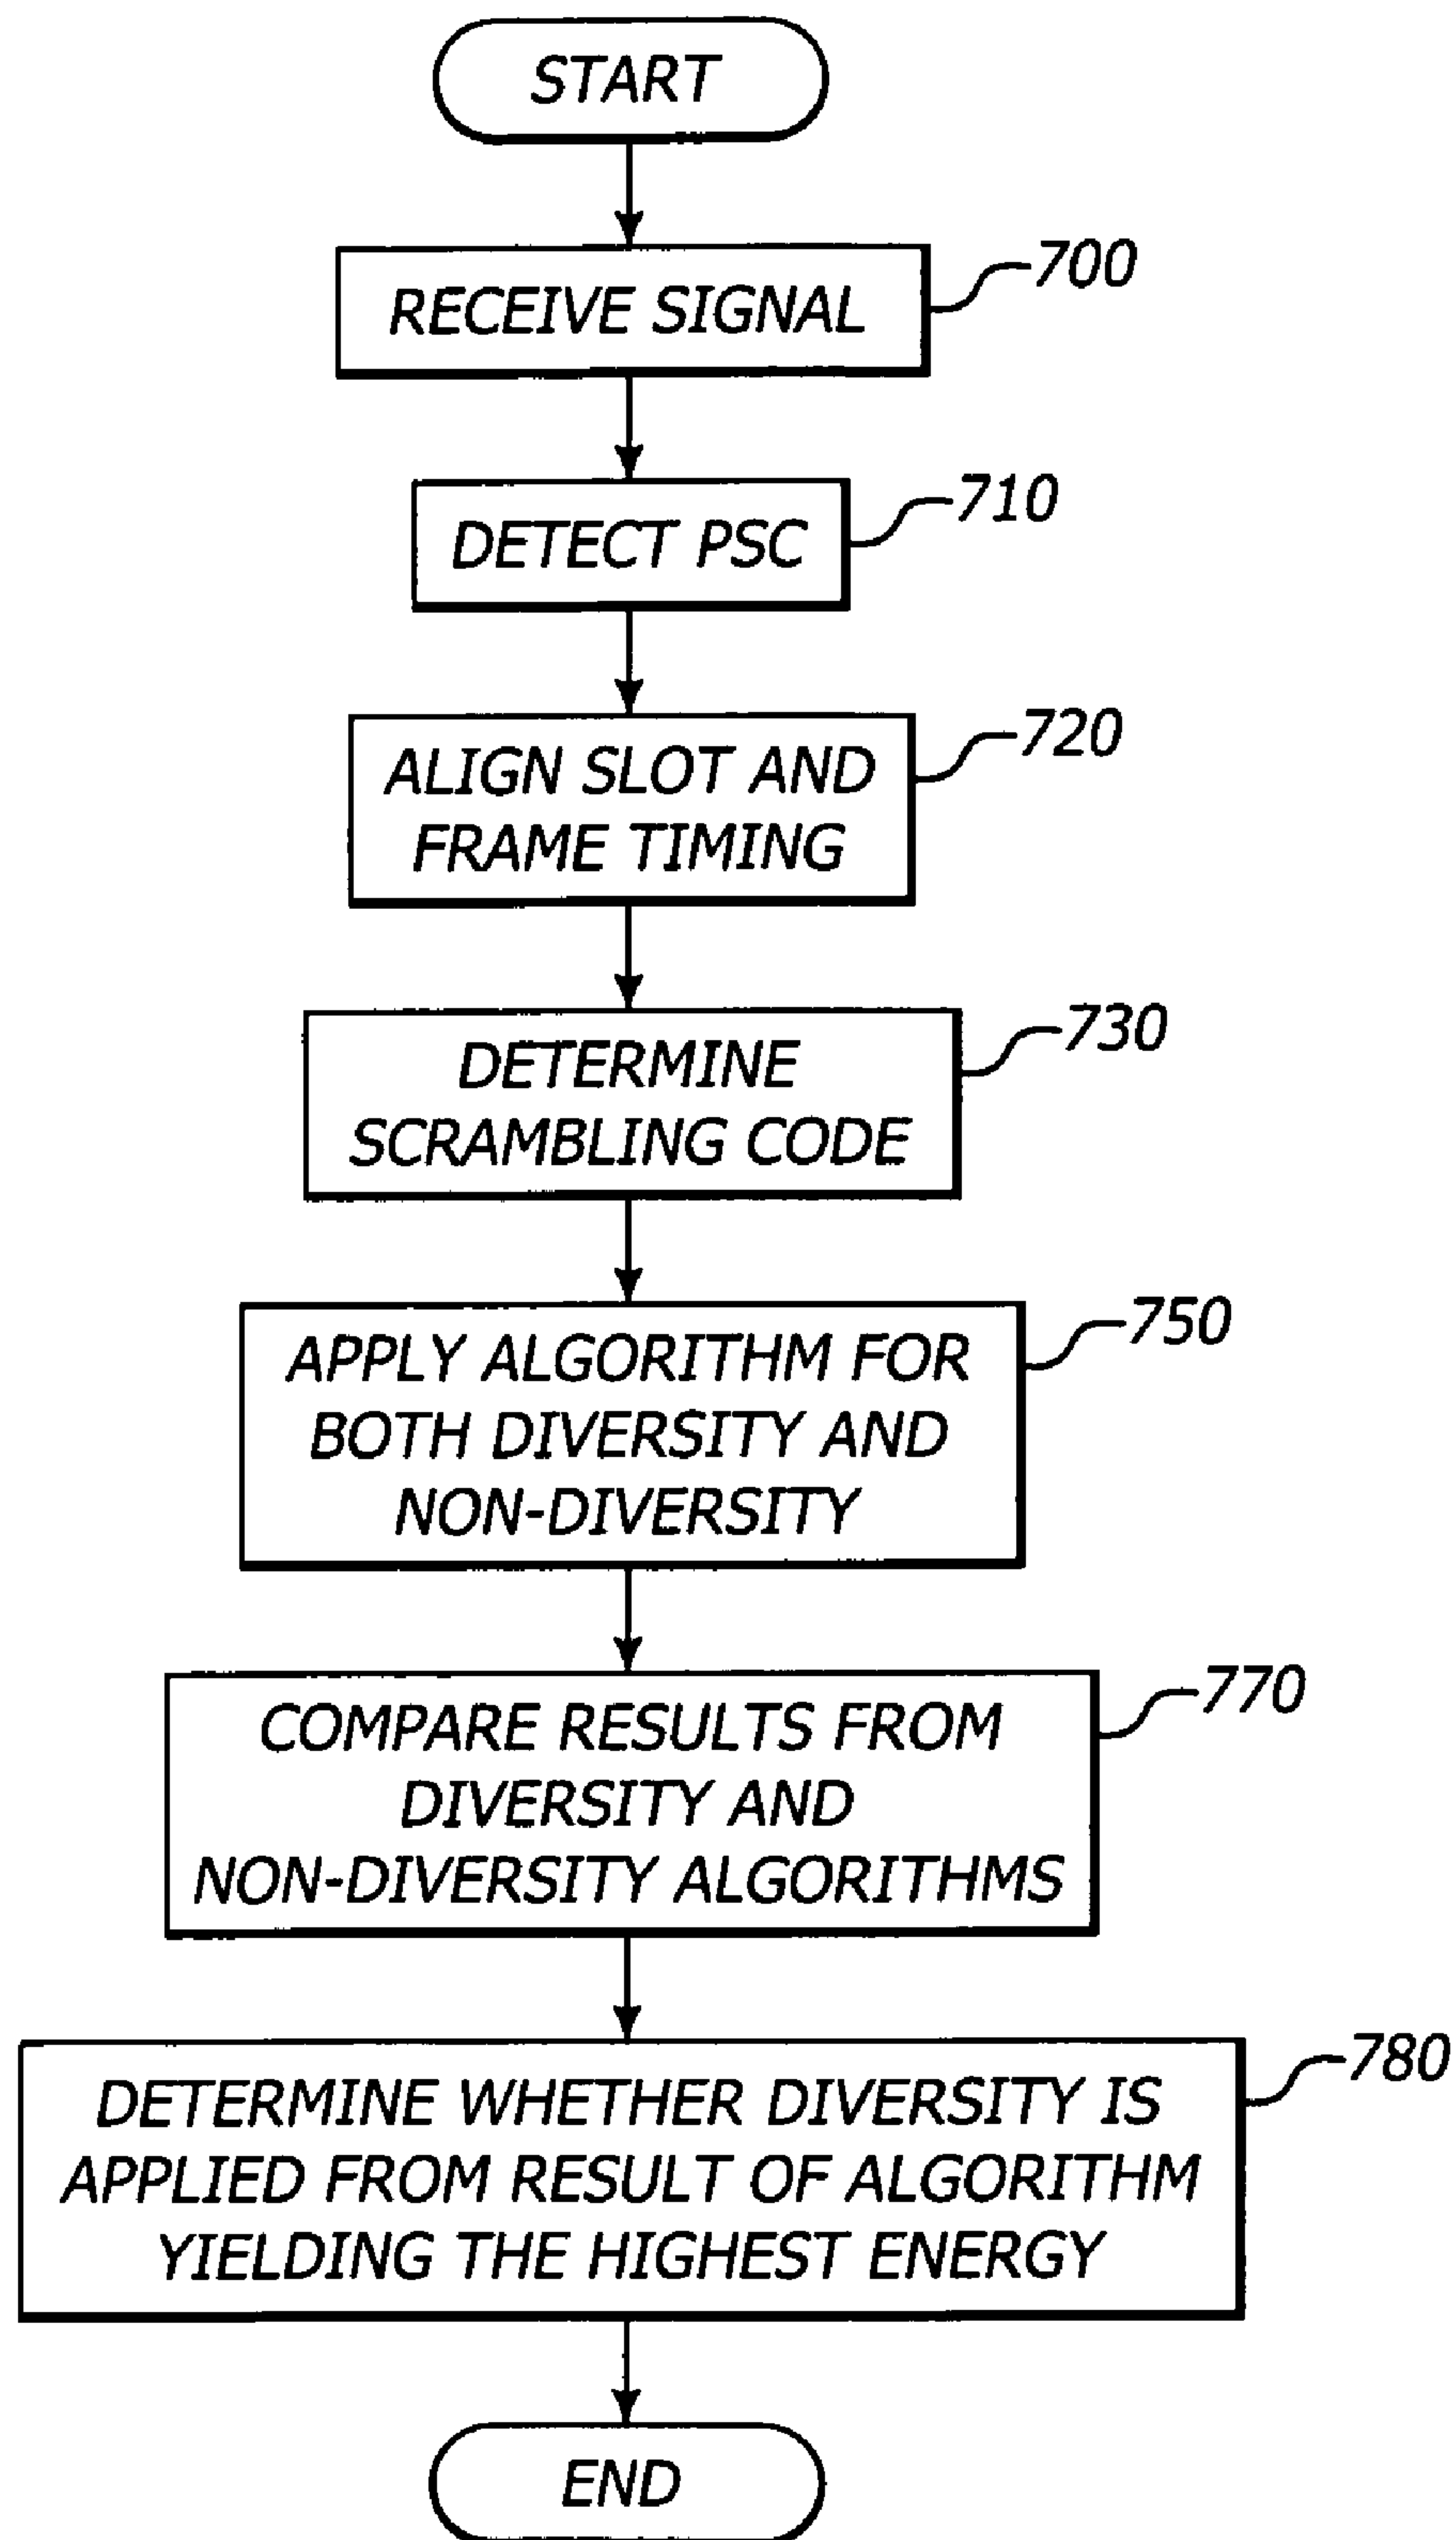 START
RECEIVE SIGNAL
700
DETECT PSC
710
ALIGN SLOT AND
FRAME TIMING
720
DETERMINE
SCRAMBLING CODE
730
APPLY ALGORITHM FOR
BOTH DIVERSITY AND
NON-DIVERSITY
750
COMPARE RESULTS FROM
DIVERSITY AND
NON-DIVERSITY ALGORITHMS
770
DETERMINE WHETHER DIVERSITY IS
APPLIED FROM RESULT OF ALGORITHM
YIELDING THE HIGHEST ENERGY
780
END